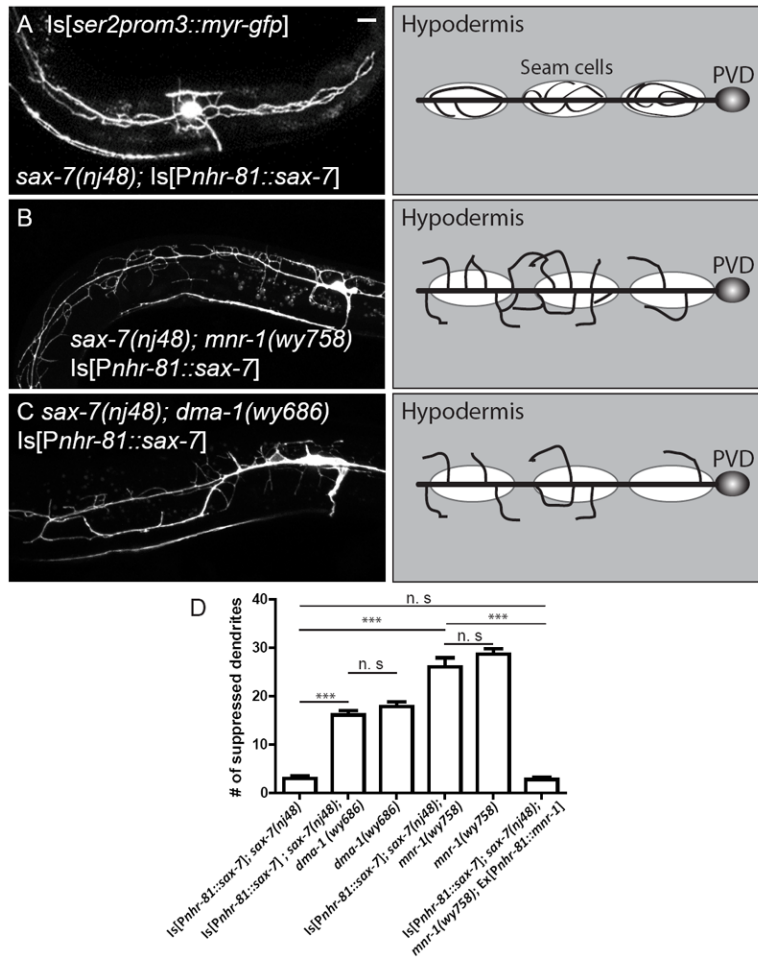 A Is[ser2prom3::myr-gfp]
sax-7(nj48); Is[Pnhr-81::sax-7]
Hypodermis
Seam cells
PVD
B
sax-7(nj48); mnr-1(wy758)
Is[Pnhr-81::sax-7]
Hypodermis
PVD
C sax-7(nj48); dma-1(wy686)
Is[Pnhr-81::sax-7]
Hypodermis
PVD
D
# of suppressed dendrites
40
30
20
10
0
n. s
***
***
n. s
n. s
***
Is[Pnhr-81::sax-7]; sax-7(nj48)
Is[Pnhr-81::sax-7] ; sax-7(nj48);
dma-1 (wy686)
dma-1(wy686)
Is[Pnhr-81::sax-7]; sax-7(nj48);
mnr-1(wy758)
mnr-1(wy758)
Is[Pnhr-81::sax-7]; sax-7(nj48);
mnr-1(wy758); Ex[Pnhr-81::mnr-1]